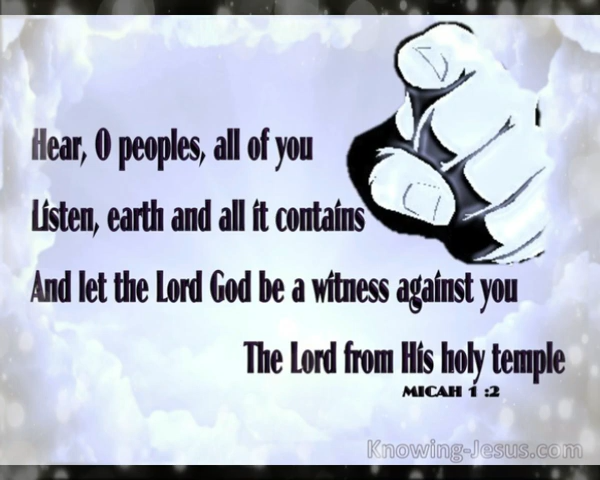 Hear, O peoples, all of you
Listen, earth and all it contains
And let the Lord God be a witness against you
The Lord from His holy temple
MICAH 1 :2
Knowing-Jesus.com